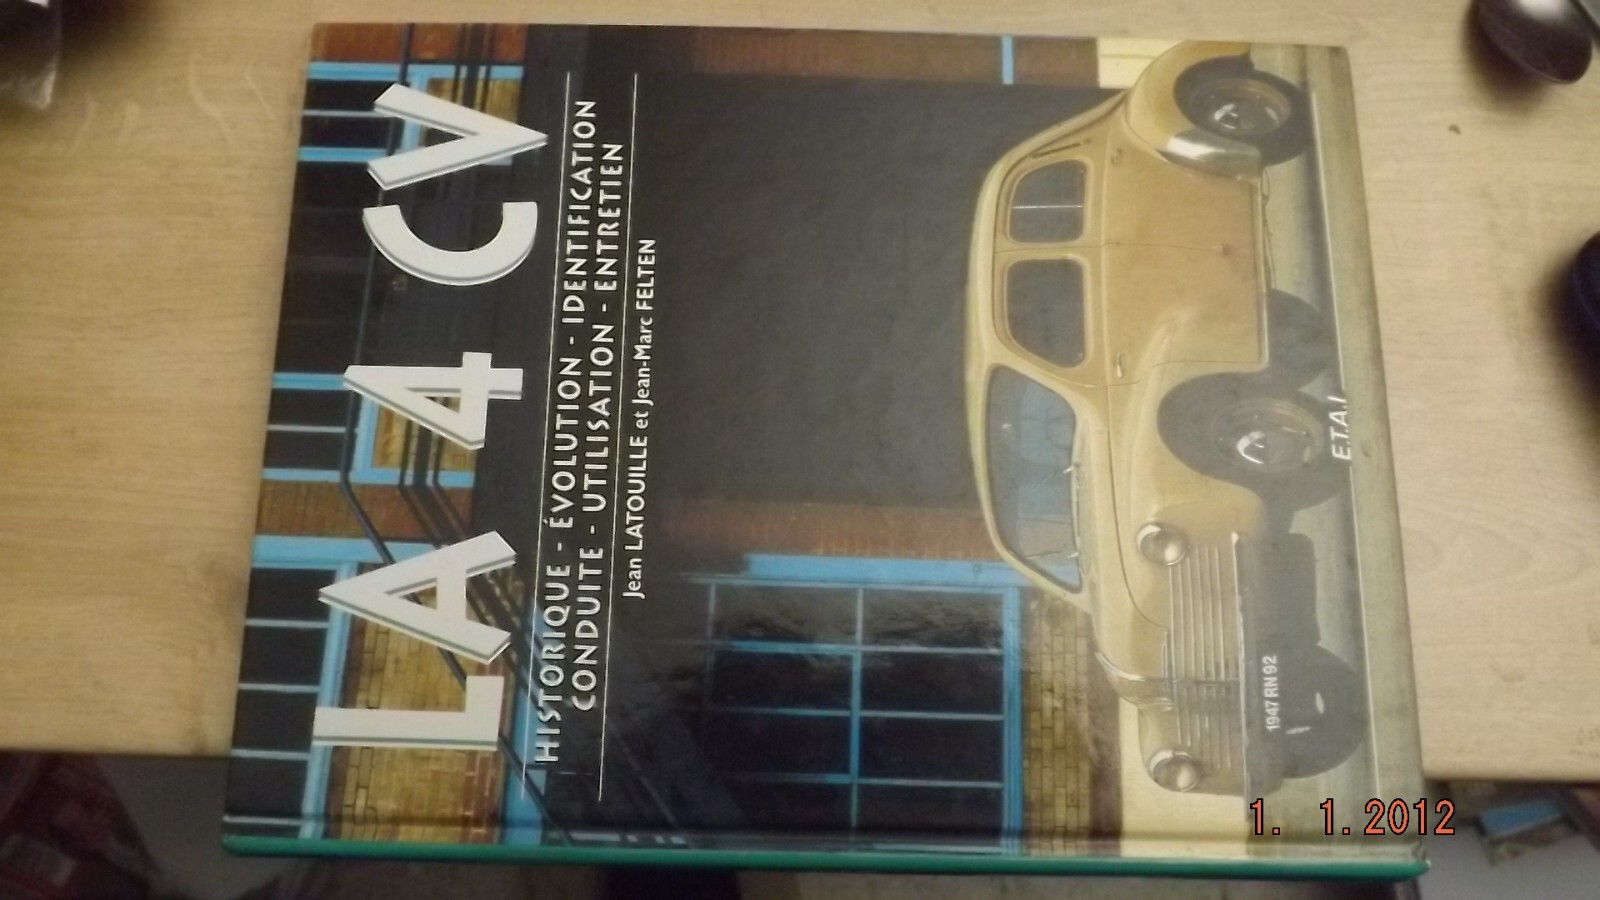 LA 4 CV
HISTORIQUE - ÉVOLUTION - IDENTIFICATION
CONDUITE - UTILISATION - ENTRETIEN
Jean LATOUILLE et Jean-Marc FELTEN
1947 RN 92
E.T.A.I
1. 1.2012